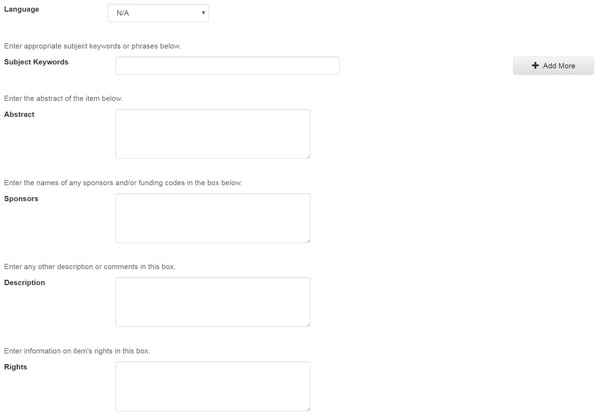 Language N/A
Enter appropriate subject keywords or phrases below.
Subject Keywords + Add More
Enter the abstract of the item below.
Abstract
Enter the names of any sponsors and/or funding codes in the box below.
Sponsors
Enter any other description or comments in this box.
Description
Enter information on item's rights in this box.
Rights